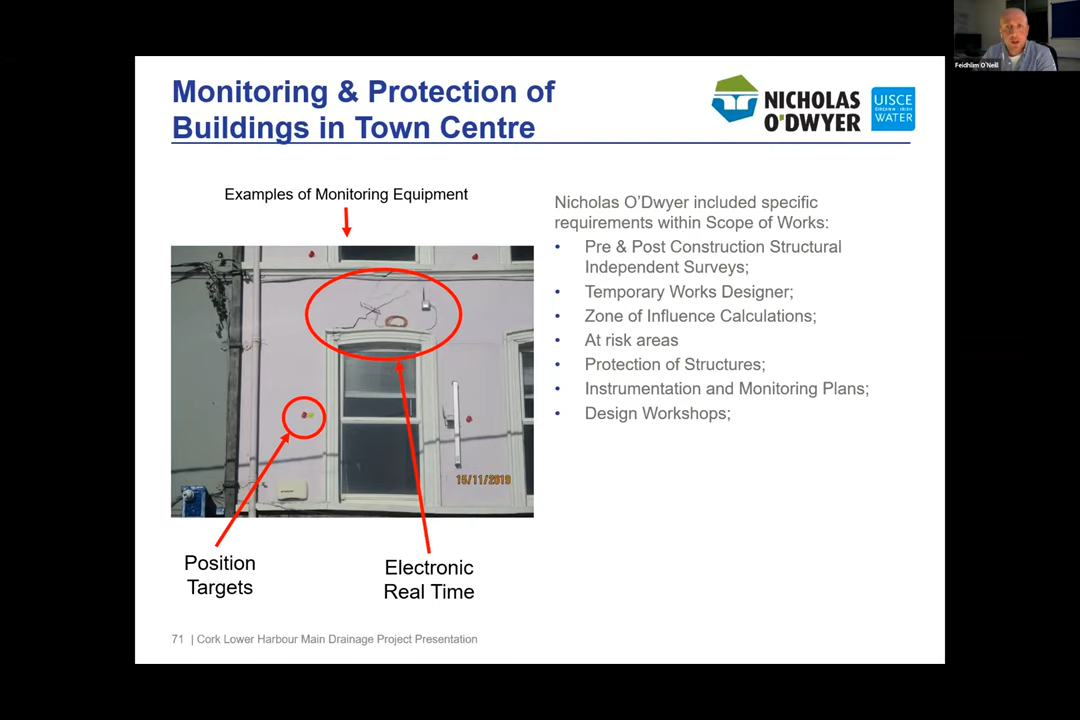 Feidhlim O'Neill
Monitoring & Protection of
Buildings in Town Centre
NICHOLAS
O'DWYER
UISCE
ÉIREANN : IRISH
WATER
Examples of Monitoring Equipment
15/11/2019
Position
Targets
Electronic
Real Time
Nicholas O'Dwyer included specific
requirements within Scope of Works:
• Pre & Post Construction Structural
Independent Surveys;
• Temporary Works Designer;
• Zone of Influence Calculations;
• At risk areas
• Protection of Structures;
• Instrumentation and Monitoring Plans;
• Design Workshops;
71 | Cork Lower Harbour Main Drainage Project Presentation